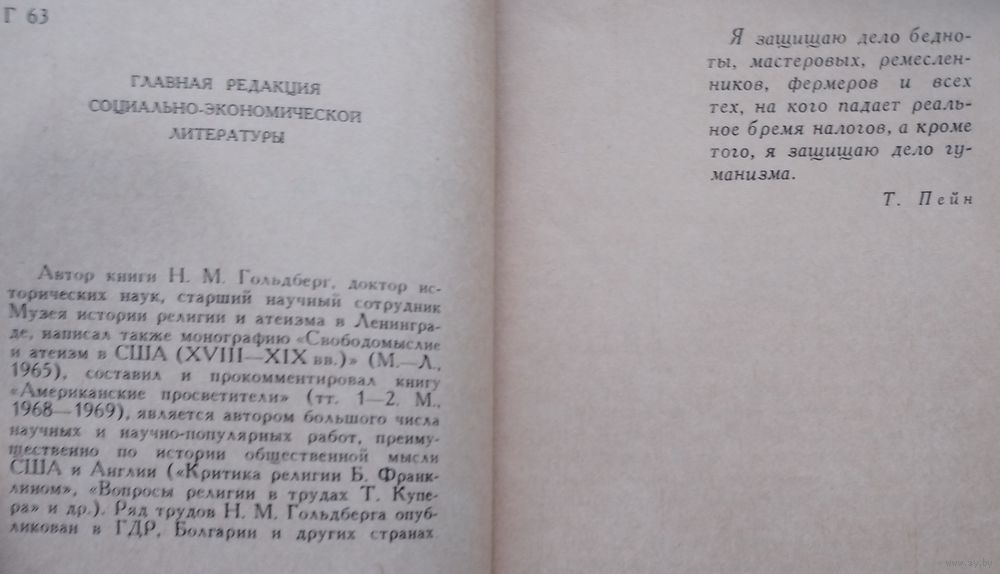 Г 63
ГЛАВНАЯ РЕДАКЦИЯ
СОЦИАЛЬНО-ЭКОНОМИЧЕСКОЙ
ЛИТЕРАТУРЫ
Автор книги Н. М. Гольдберг, доктор ис-
торических наук, старший научный сотрудник
Музея истории религии и атеизма в Ленингра-
де, написал также монографию «Свободомыслие
и атеизм в США (XVIII—XIX вв.)» (М.—Л.,
1965), составил и прокомментировал книгу
«Американские просветители» (тт. 1—2. М.,
1968—1969), является автором большого числа
научных и научно-популярных работ, преиму-
щественно по истории общественной мысли
США и Англии («Критика религии Б. Франк-
лином», «Вопросы религии в трудах Т. Купе-
ра» и др.). Ряд трудов Н. М. Гольдберга опуб-
ликован в ГДР, Болгарии и других странах
Я защищаю дело бедно-
ты, мастеровых, ремеслен-
ников, фермеров и всех
тех, на кого падает реаль-
ное бремя налогов, а кроме
того, я защищаю дело гу-
манизма.
Т. Пейн
www.ay.by